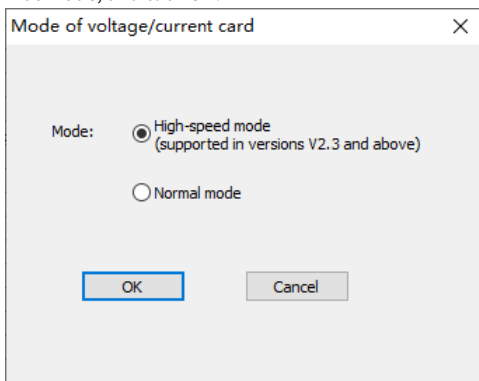 Mode of voltage/current card
Mode:
High-speed mode
(supported in versions V2.3 and above)
Normal mode
OK
Cancel